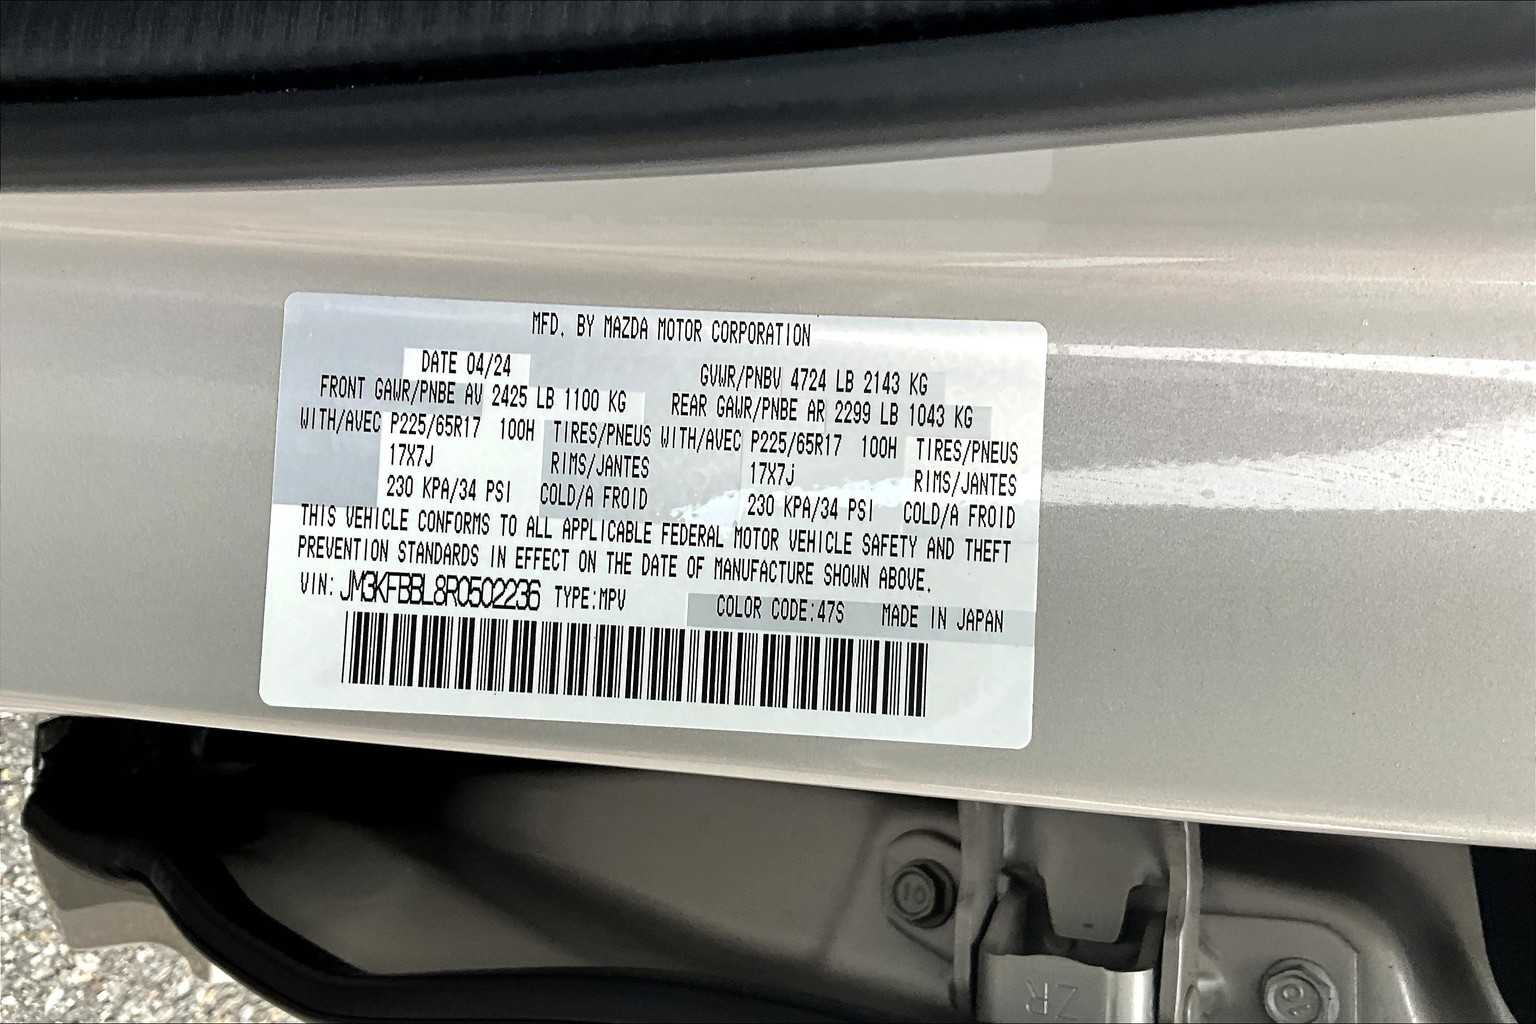 MFD. BY MAZDA MOTOR CORPORATION
DATE 04/24 GVWR/PNBV 4724 LB 2143 KG
FRONT GAWR/PNBE AV 2425 LB 1100 KG REAR GAWR/PNBE AR 2299 LB 1043 KG
WITH/AVEC P225/65R17 100H TIRES/PNEUS WITH/AVEC P225/65R17 100H TIRES/PNEUS
17X7J RIMS/JANTES 17X7J RIMS/JANTES
230 KPA/34 PSI COLD/A FROID 230 KPA/34 PSI COLD/A FROID
THIS VEHICLE CONFORMS TO ALL APPLICABLE FEDERAL MOTOR VEHICLE SAFETY AND THEFT
PREVENTION STANDARDS IN EFFECT ON THE DATE OF MANUFACTURE SHOWN ABOVE.
VIN: JM3KFBBL8R0502236 TYPE:MPV COLOR CODE:47S MADE IN JAPAN
10
ZR